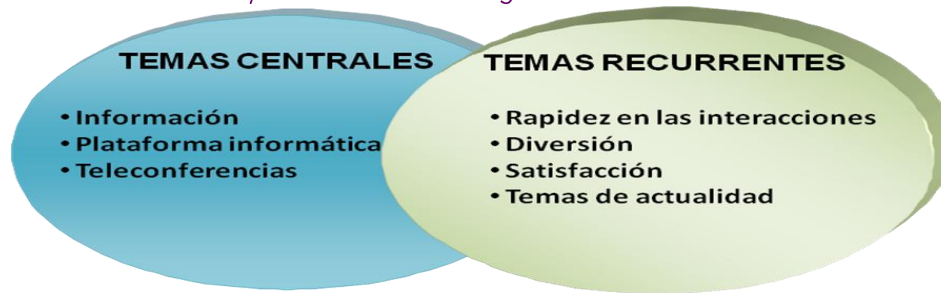 TEMAS CENTRALES
• Información
• Plataforma informática
• Teleconferencias
TEMAS RECURRENTES
• Rapidez en las interacciones
• Diversión
• Satisfacción
• Temas de actualidad